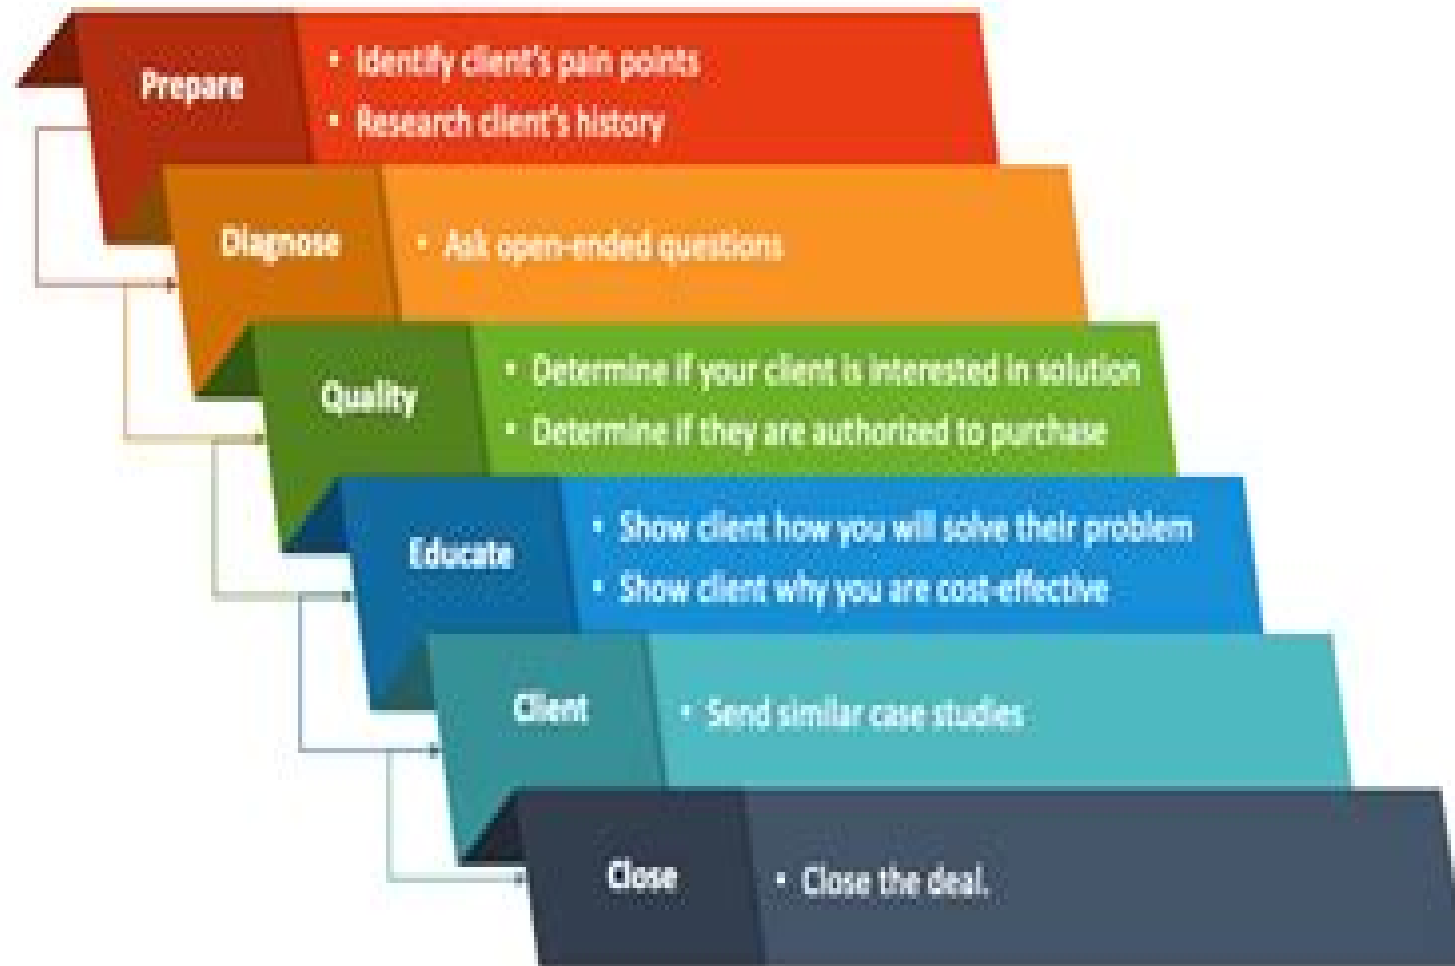 Prepare
• Identify client's pain points
• Research client's history
Diagnose
• Ask open-ended questions
Quality
• Determine if your client is interested in solution
• Determine if they are authorized to purchase
Educate
• Show client how you will solve their problem
• Show client why you are cost-effective
Client
• Send similar case studies
Close
• Close the deal.